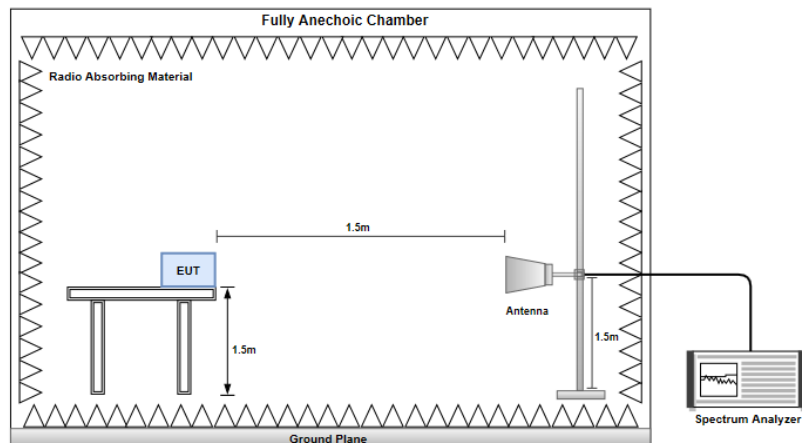 Fully Anechoic Chamber
Radio Absorbing Material
1.5m
EUT
Antenna
1.5m
1.5m
Spectrum Analyzer
Ground Plane